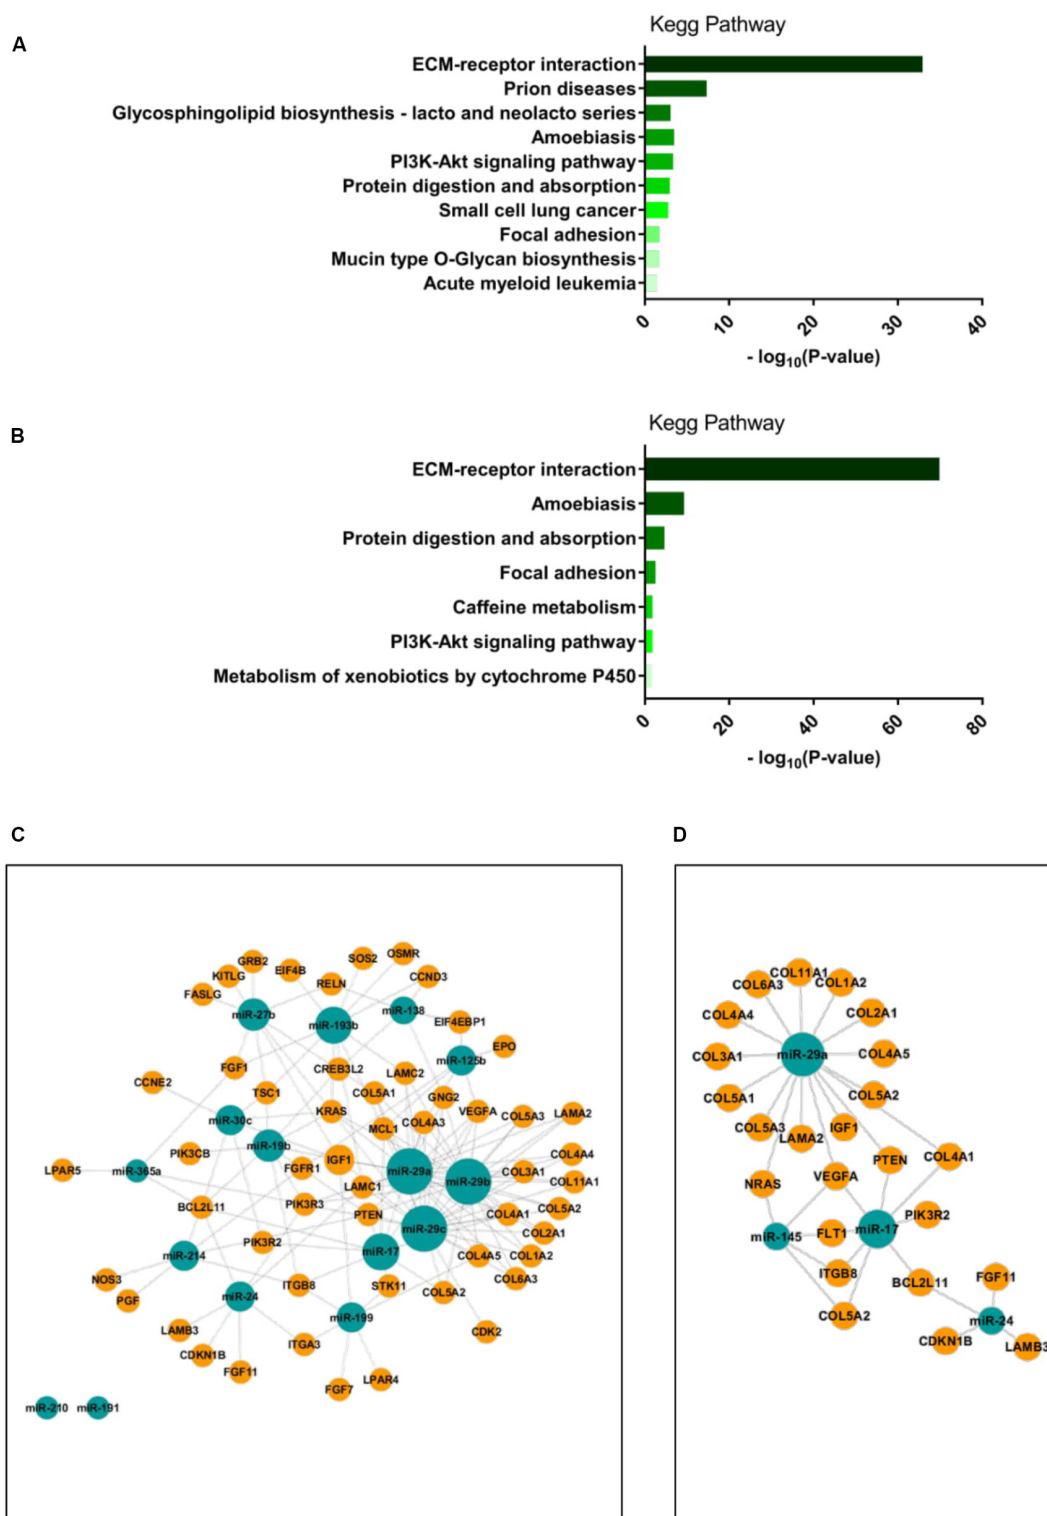 A
Kegg Pathway
ECM-receptor interaction
Prion diseases
Glycosphingolipid biosynthesis - lacto and neolacto series
Amoebiasis
PI3K-Akt signaling pathway
Protein digestion and absorption
Small cell lung cancer
Focal adhesion
Mucin type O-Glycan biosynthesis
Acute myeloid leukemia
0 10 20 30 40
- log10(P-value)
B
Kegg Pathway
ECM-receptor interaction
Amoebiasis
Protein digestion and absorption
Focal adhesion
Caffeine metabolism
PI3K-Akt signaling pathway
Metabolism of xenobiotics by cytochrome P450
0 20 40 60 80
- log10(P-value)
C
OSMR
SOS2
GRB2
EIF4B
KITLG
CCND3
RELN
FASLG
miR-138
miR-27b
miR-193b
EIF4EBP1
EPO
miR-125b
FGF1
CREB3L2
LAMC2
CCNE2
TSC1
COL5A1
GNG2
KRAS
VEGFA
COL5A3
LAMA2
miR-30c
COL4A3
MCL1
miR-19b
PIK3CB
COL4A4
IGF1
FGFR1
LPAR5
miR-365a
miR-29a
COL3A1
miR-29b
COL11A1
LAMC1
PIK3R3
BCL2L11
COL5A2
PTEN
COL4A1
miR-29c
COL2A1
PIK3R2
miR-17
miR-214
COL4A5
COL1A2
NOS3
COL6A3
ITGB8
STK11
COL5A2
PGF
miR-24
miR-199
LAMB3
CDK2
ITGA3
CDKN1B
FGF11
LPAR4
FGF7
miR-210
miR-191
D
COL11A1
COL6A3
COL1A2
COL4A4
COL2A1
COL3A1
miR-29a
COL4A5
COL5A1
COL5A2
COL5A3
IGF1
LAMA2
COL4A1
PTEN
VEGFA
NRAS
PIK3R2
miR-17
miR-145
FLT1
ITGB8
BCL2L11
FGF11
COL5A2
miR-24
CDKN1B
LAMB3